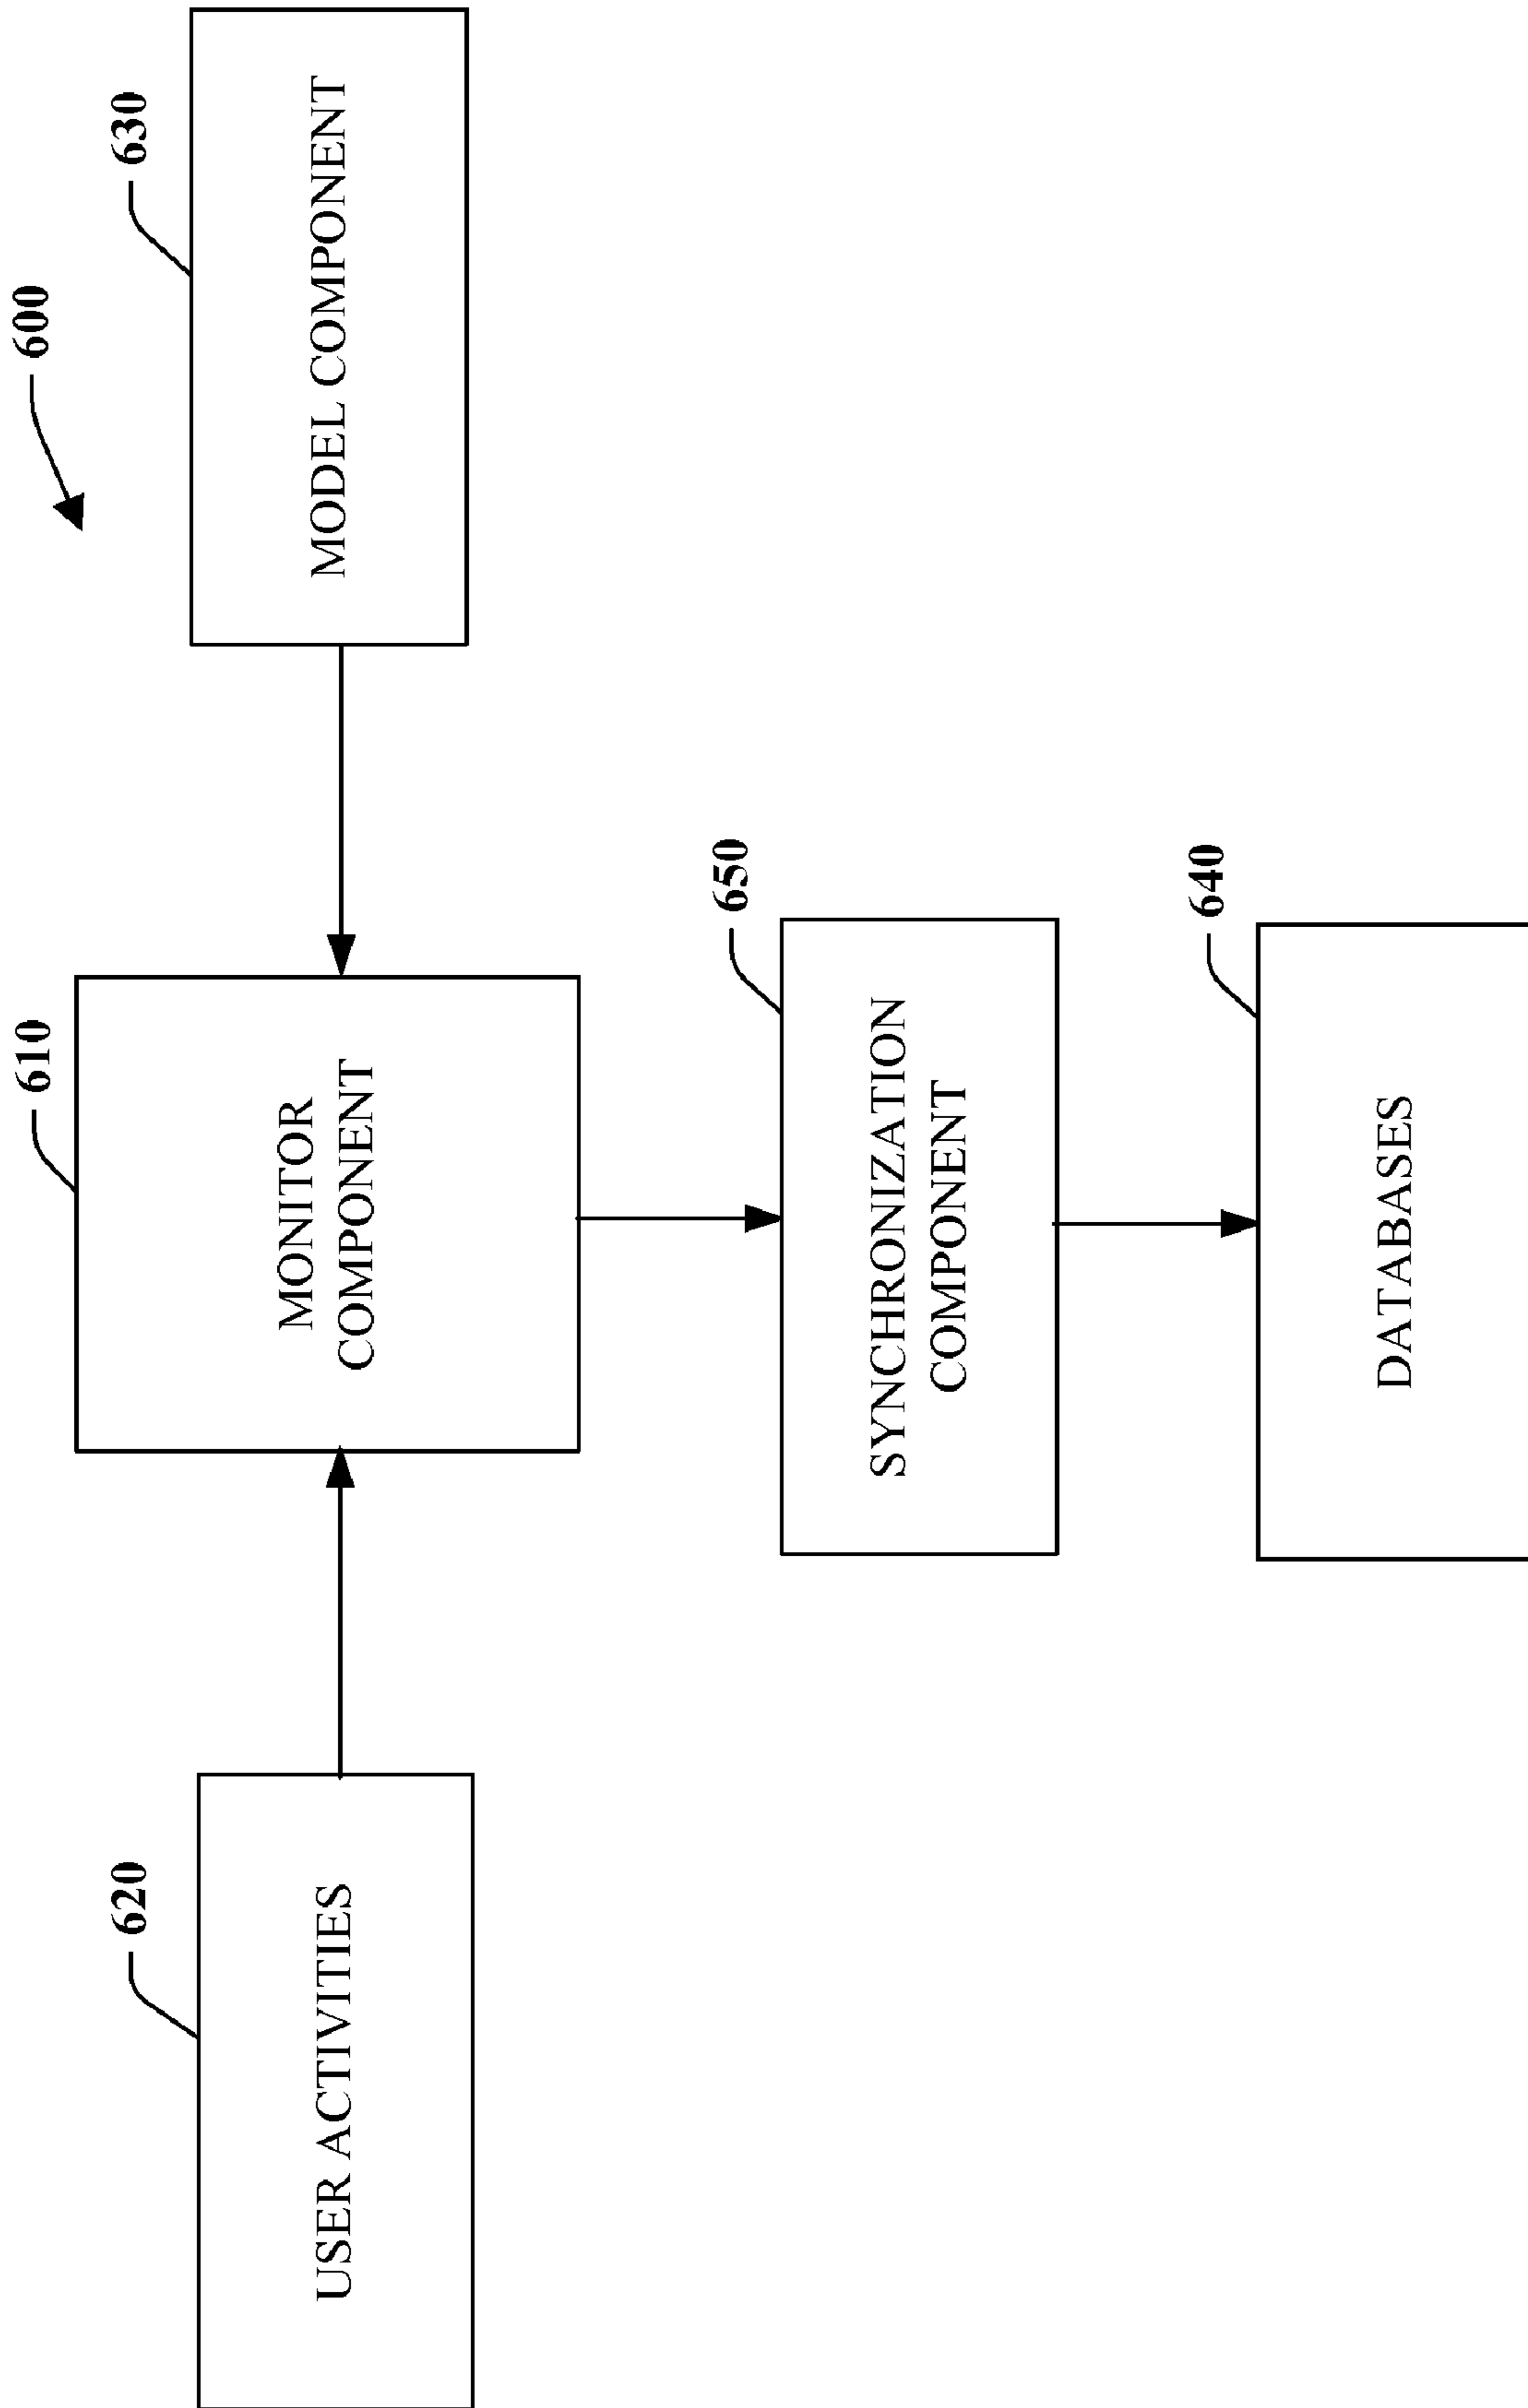 600
610
MONITOR
COMPONENT
620
USER ACTIVITIES
630
MODEL COMPONENT
650
SYNCHRONIZATION
COMPONENT
640
DATABASES